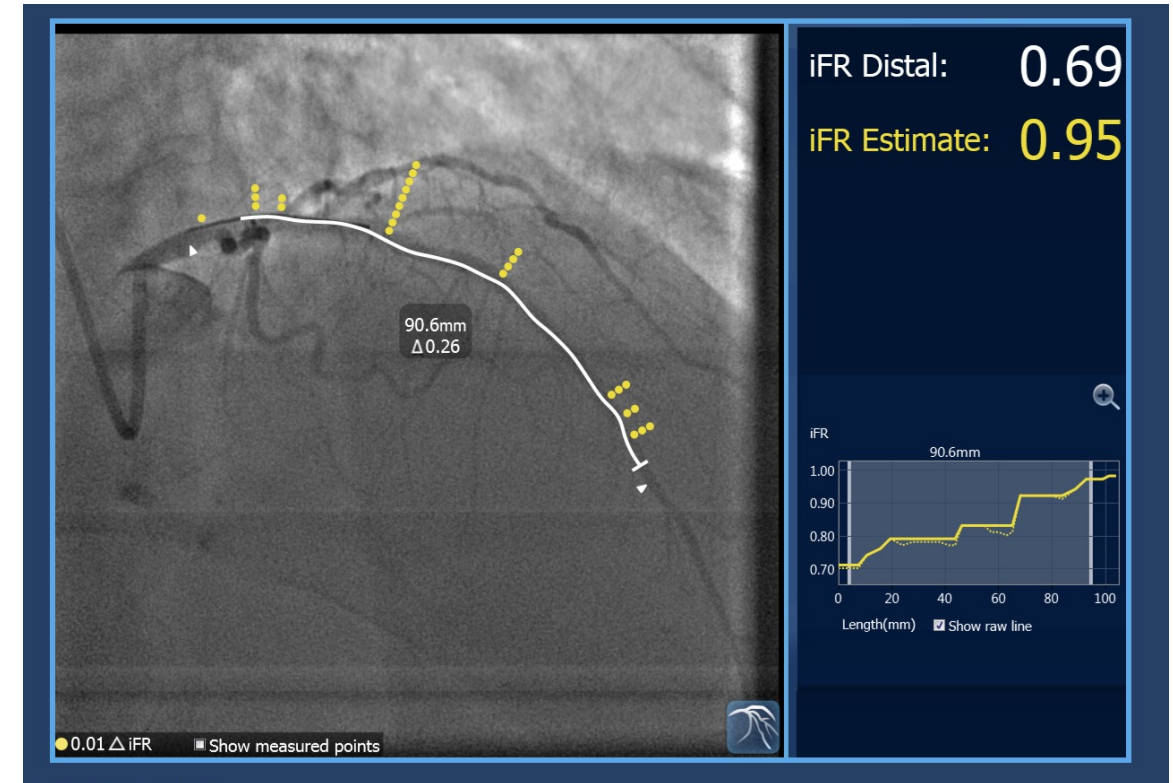 iFR Distal: 0.69
iFR Estimate: 0.95
90.6mm
Δ0.26
iFR
90.6mm
1.00
0.90
0.80
0.70
0 20 40 60 80 100
Length(mm) Show raw line
0.01 △ iFR Show measured points